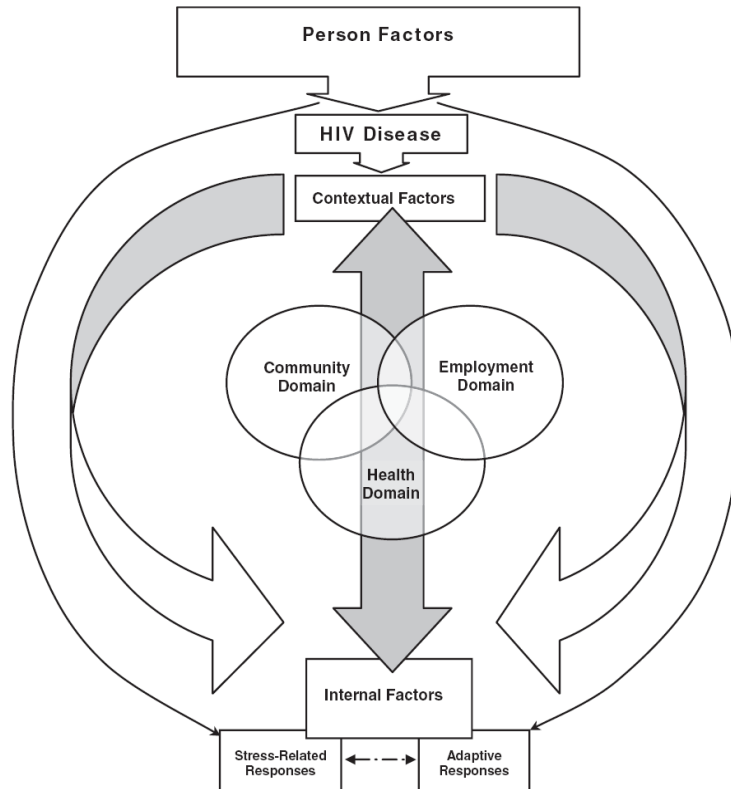 Person Factors
HIV Disease
Contextual Factors
Community
Domain
Employment
Domain
Health
Domain
Internal Factors
Stress-Related
Responses
Adaptive
Responses